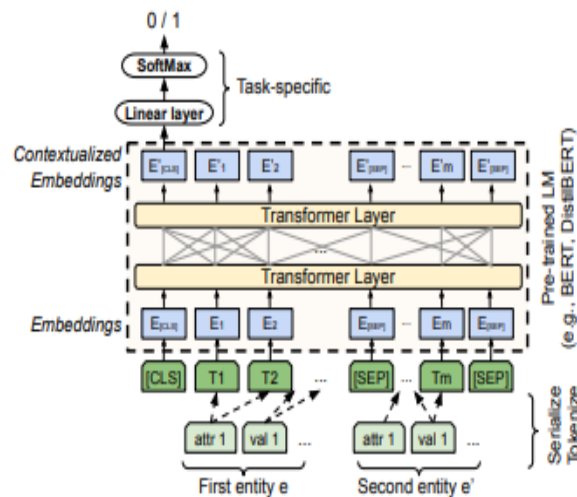 0 / 1
SoftMax
Linear layer
Task-specific
Contextualized
Embeddings
E'[CLS] E'1 E'2 E'[SEP] ... E'm E'[SEP]
Transformer Layer
...
Transformer Layer
Embeddings
E[CLS] E1 E2 E[SEP] ... Em E[SEP]
[CLS] T1 T2 ... [SEP] ... Tm [SEP]
attr 1 val 1 ... attr 1 val 1 ...
First entity e Second entity e'
Pre-trained LM
(e.g., BERT, DistilBERT)
Serialize
Tokenize